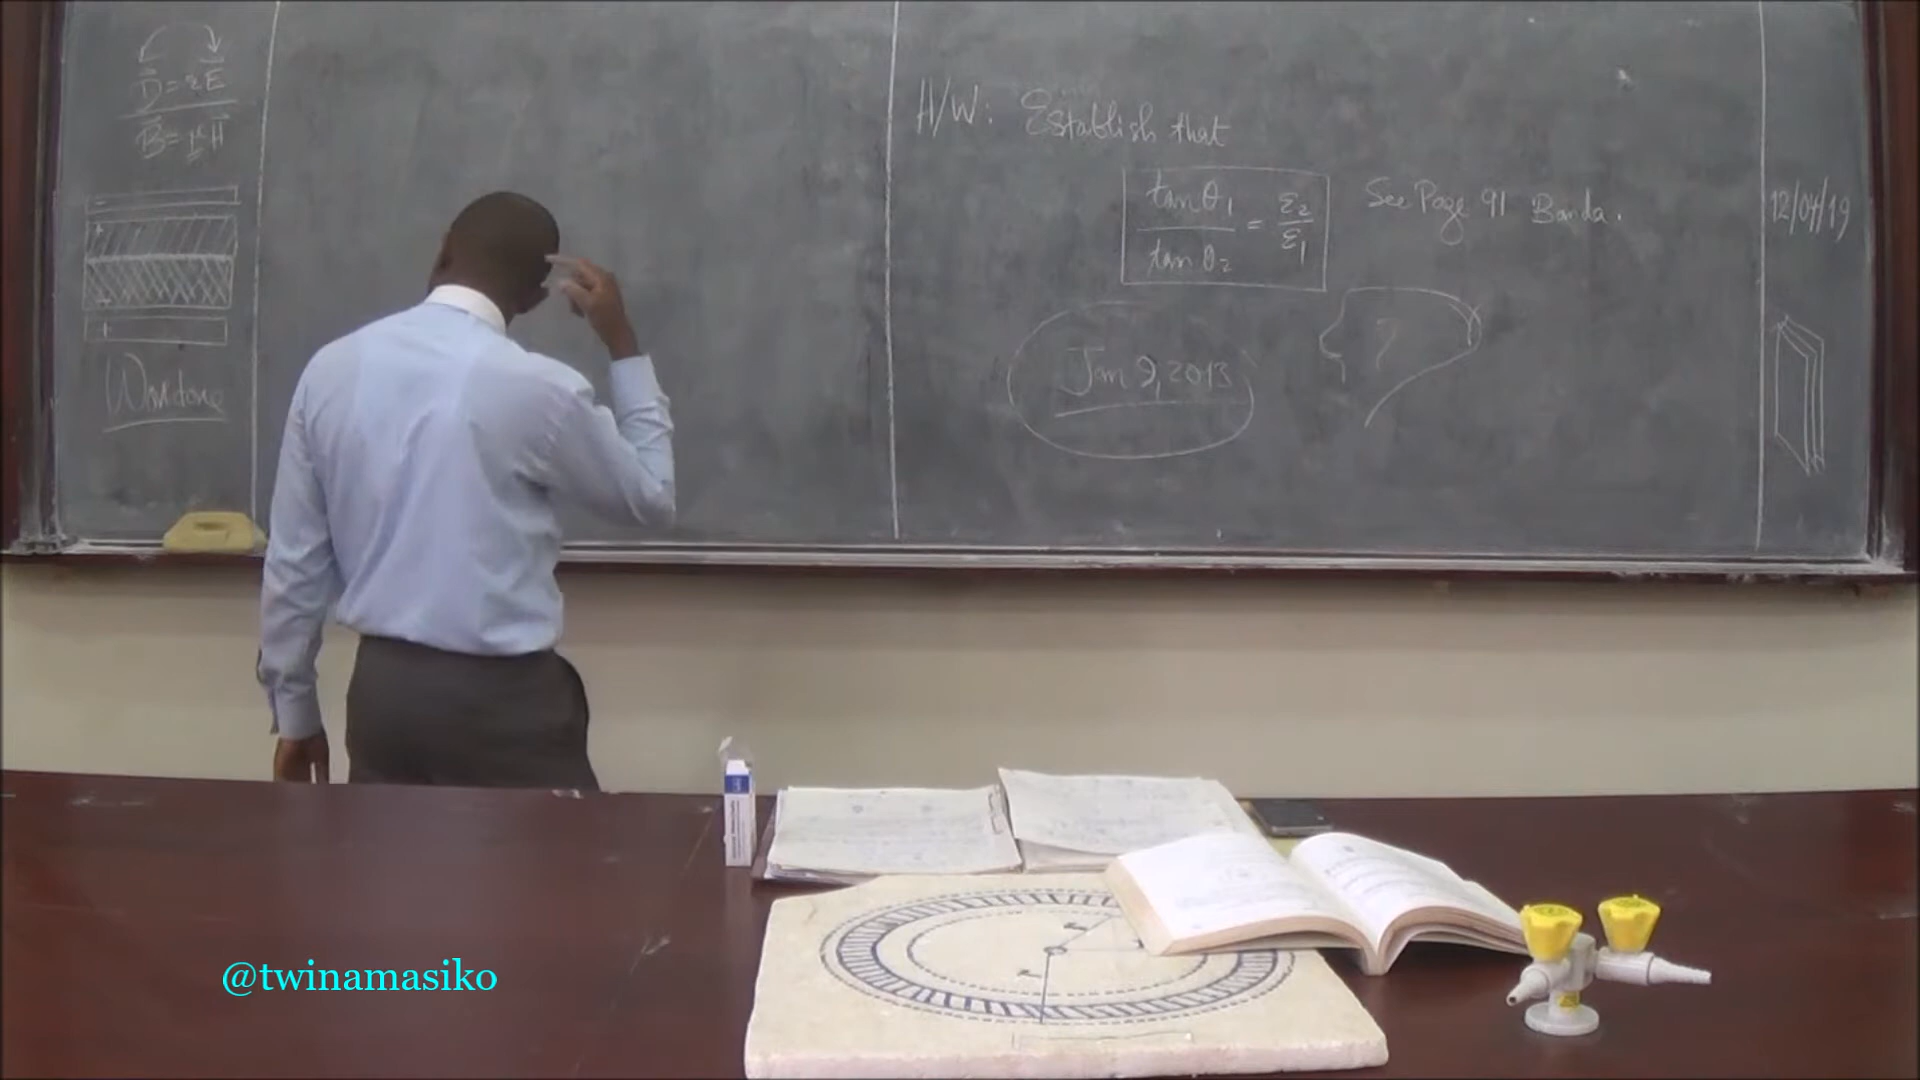 D = εE
B = μH
H/W: Establish that
tan θ₁ / tan θ₂ = ε₂ / ε₁
See Page 91 Banda.
12/04/19
Jan 9, 2013
?
@twinamasiko